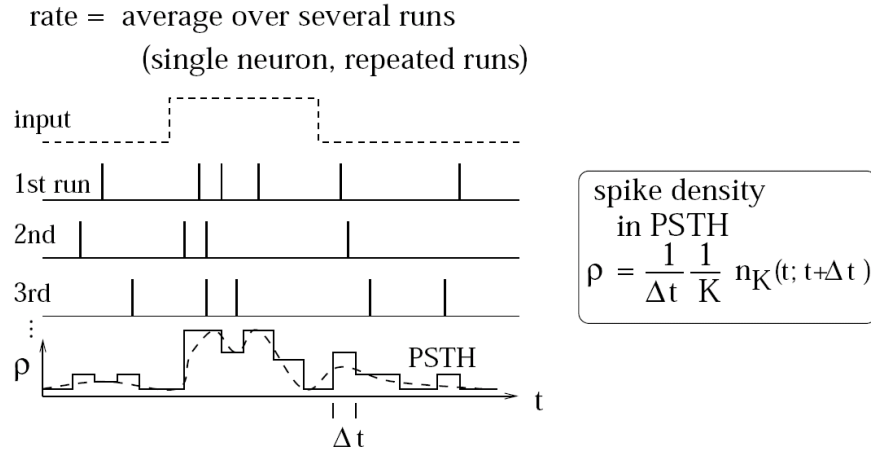 rate = average over several runs
(single neuron, repeated runs)
input
1st run
2nd
3rd
⋮
ρ
PSTH
t
Δt
spike density
in PSTH
ρ = 1/Δt 1/K n_K(t; t+Δt)